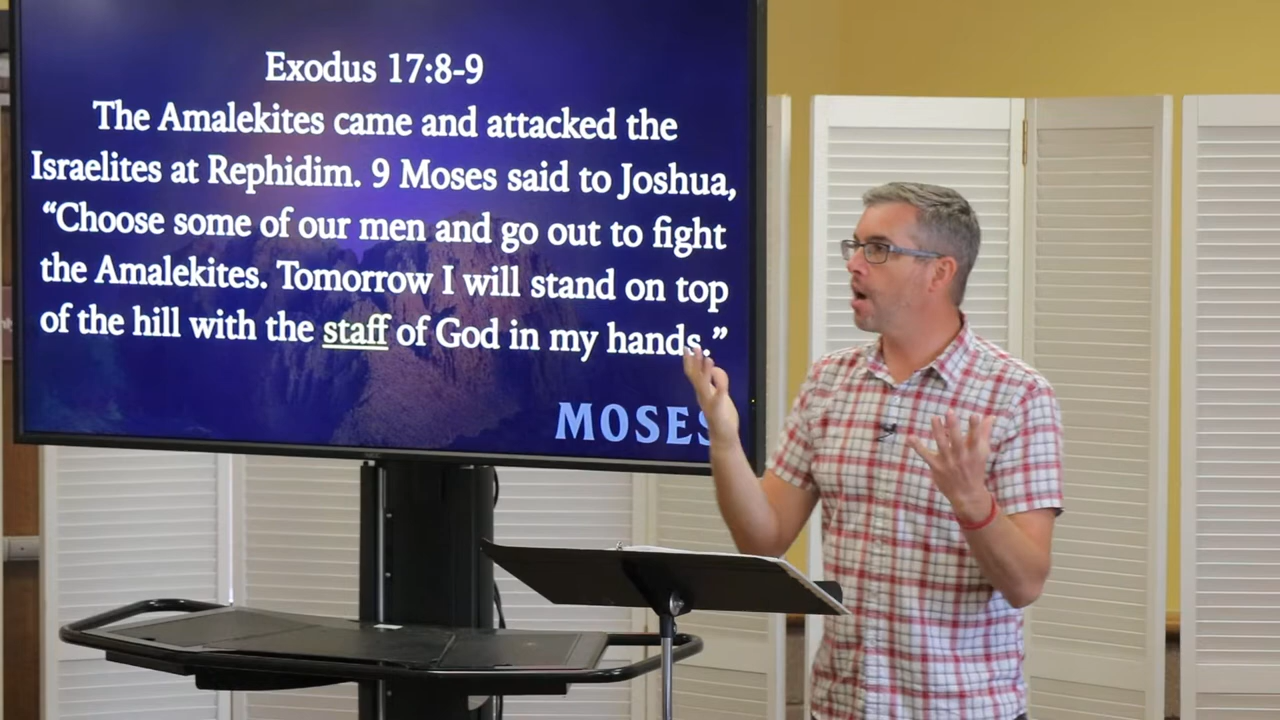 Exodus 17:8-9
The Amalekites came and attacked the
Israelites at Rephidim. 9 Moses said to Joshua,
“Choose some of our men and go out to fight
the Amalekites. Tomorrow I will stand on top
of the hill with the staff of God in my hands.”
MOSES